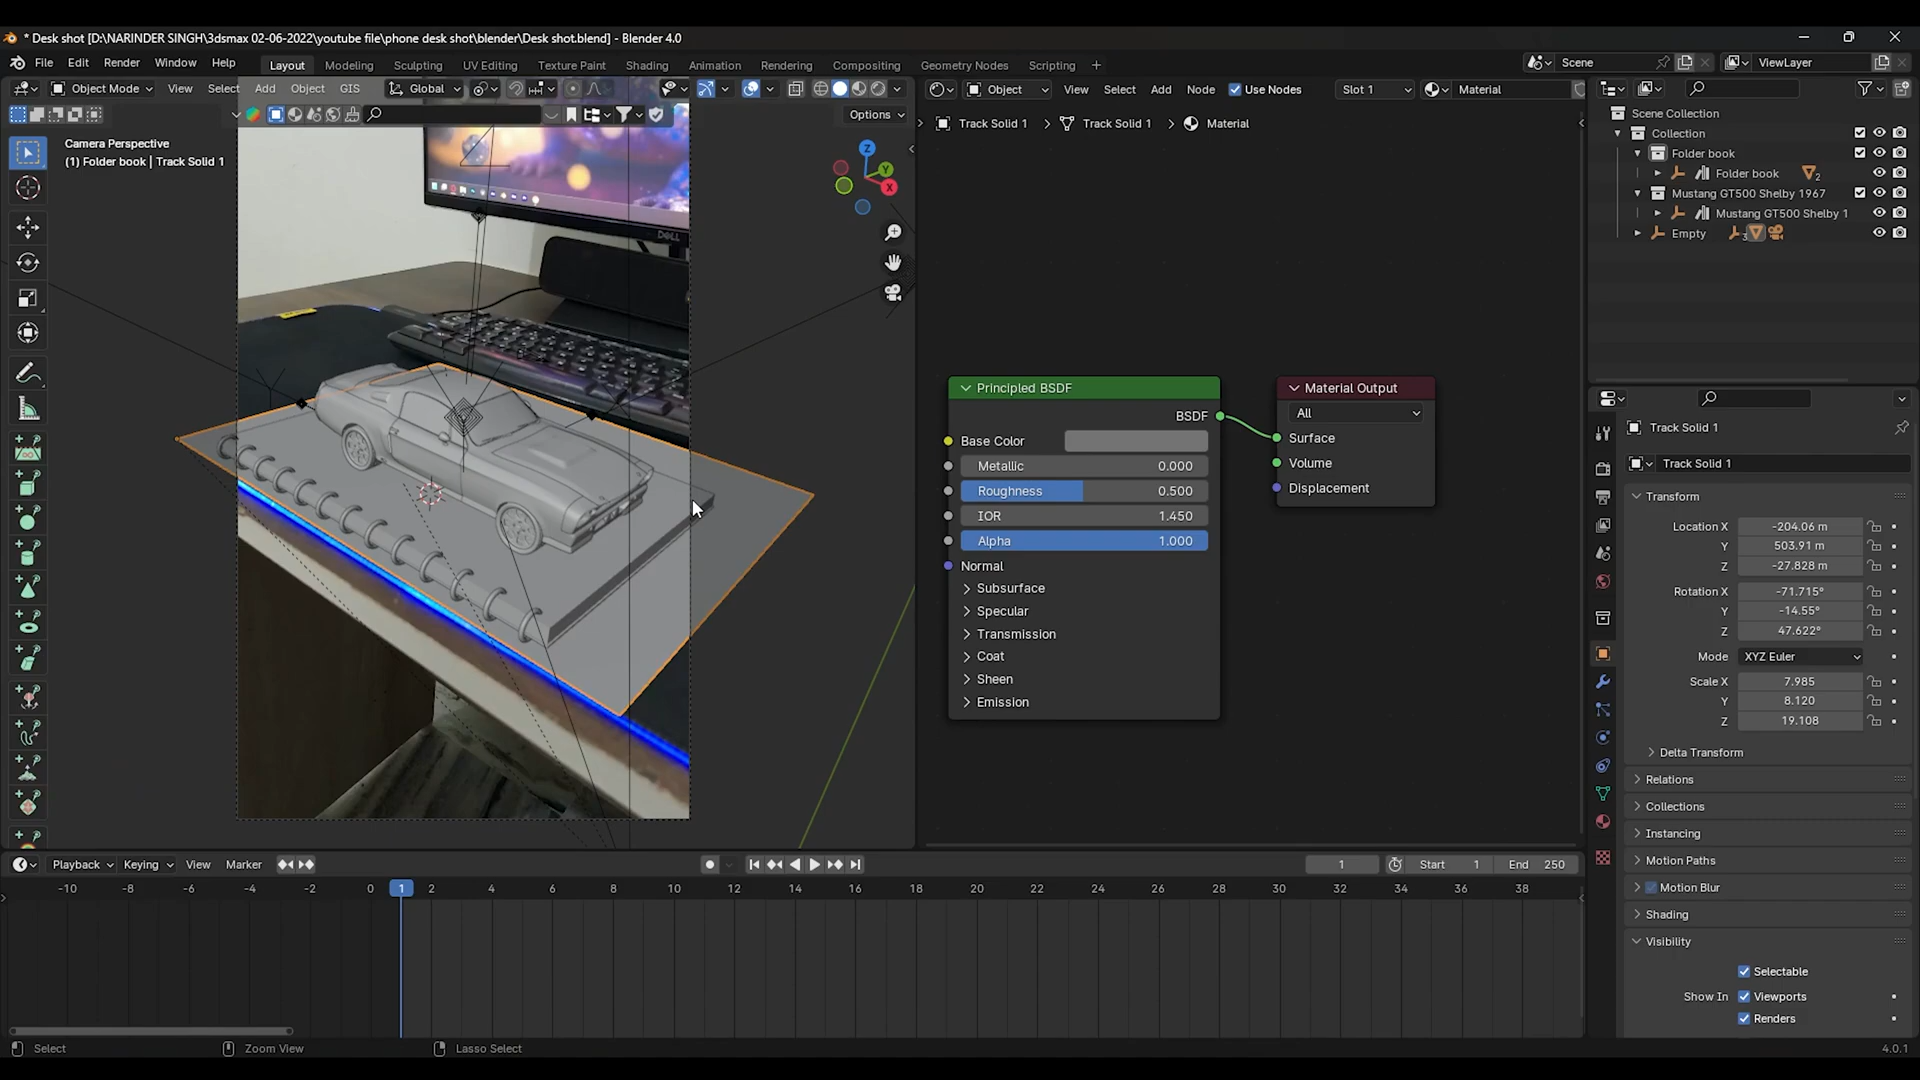 * Desk shot [D:\NARINDER SINGH\3dsmax 02-06-2022\youtube file\phone desk shot\blender\Desk shot.blend] - Blender 4.0
File Edit Render Window Help
Layout Modeling Sculpting UV Editing Texture Paint Shading Animation Rendering Compositing Geometry Nodes Scripting +
Scene
ViewLayer
Object Mode View Select Add Object GIS Global
Object View Select Add Node Use Nodes Slot 1 Material
Options
Camera Perspective
(1) Folder book | Track Solid 1
Z
Y
X
DELL
Track Solid 1 > Track Solid 1 > Material
Principled BSDF
BSDF
Base Color
Metallic 0.000
Roughness 0.500
IOR 1.450
Alpha 1.000
Normal
Subsurface
Specular
Transmission
Coat
Sheen
Emission
Material Output
All
Surface
Volume
Displacement
Scene Collection
Collection
Folder book
Folder book 2
Mustang GT500 Shelby 1967
Mustang GT500 Shelby 1
Empty 3
Track Solid 1
Track Solid 1
Transform
Location X -204.06 m
Y 503.91 m
Z -27.828 m
Rotation X -71.715°
Y -14.55°
Z 47.622°
Mode XYZ Euler
Scale X 7.985
Y 8.120
Z 19.108
Delta Transform
Relations
Collections
Instancing
Motion Paths
Motion Blur
Shading
Visibility
Selectable
Show In Viewports
Renders
Playback Keying View Marker
1 Start 1 End 250
-10 -8 -6 -4 -2 0 1 2 4 6 8 10 12 14 16 18 20 22 24 26 28 30 32 34 36 38
Select Zoom View Lasso Select
4.0.1